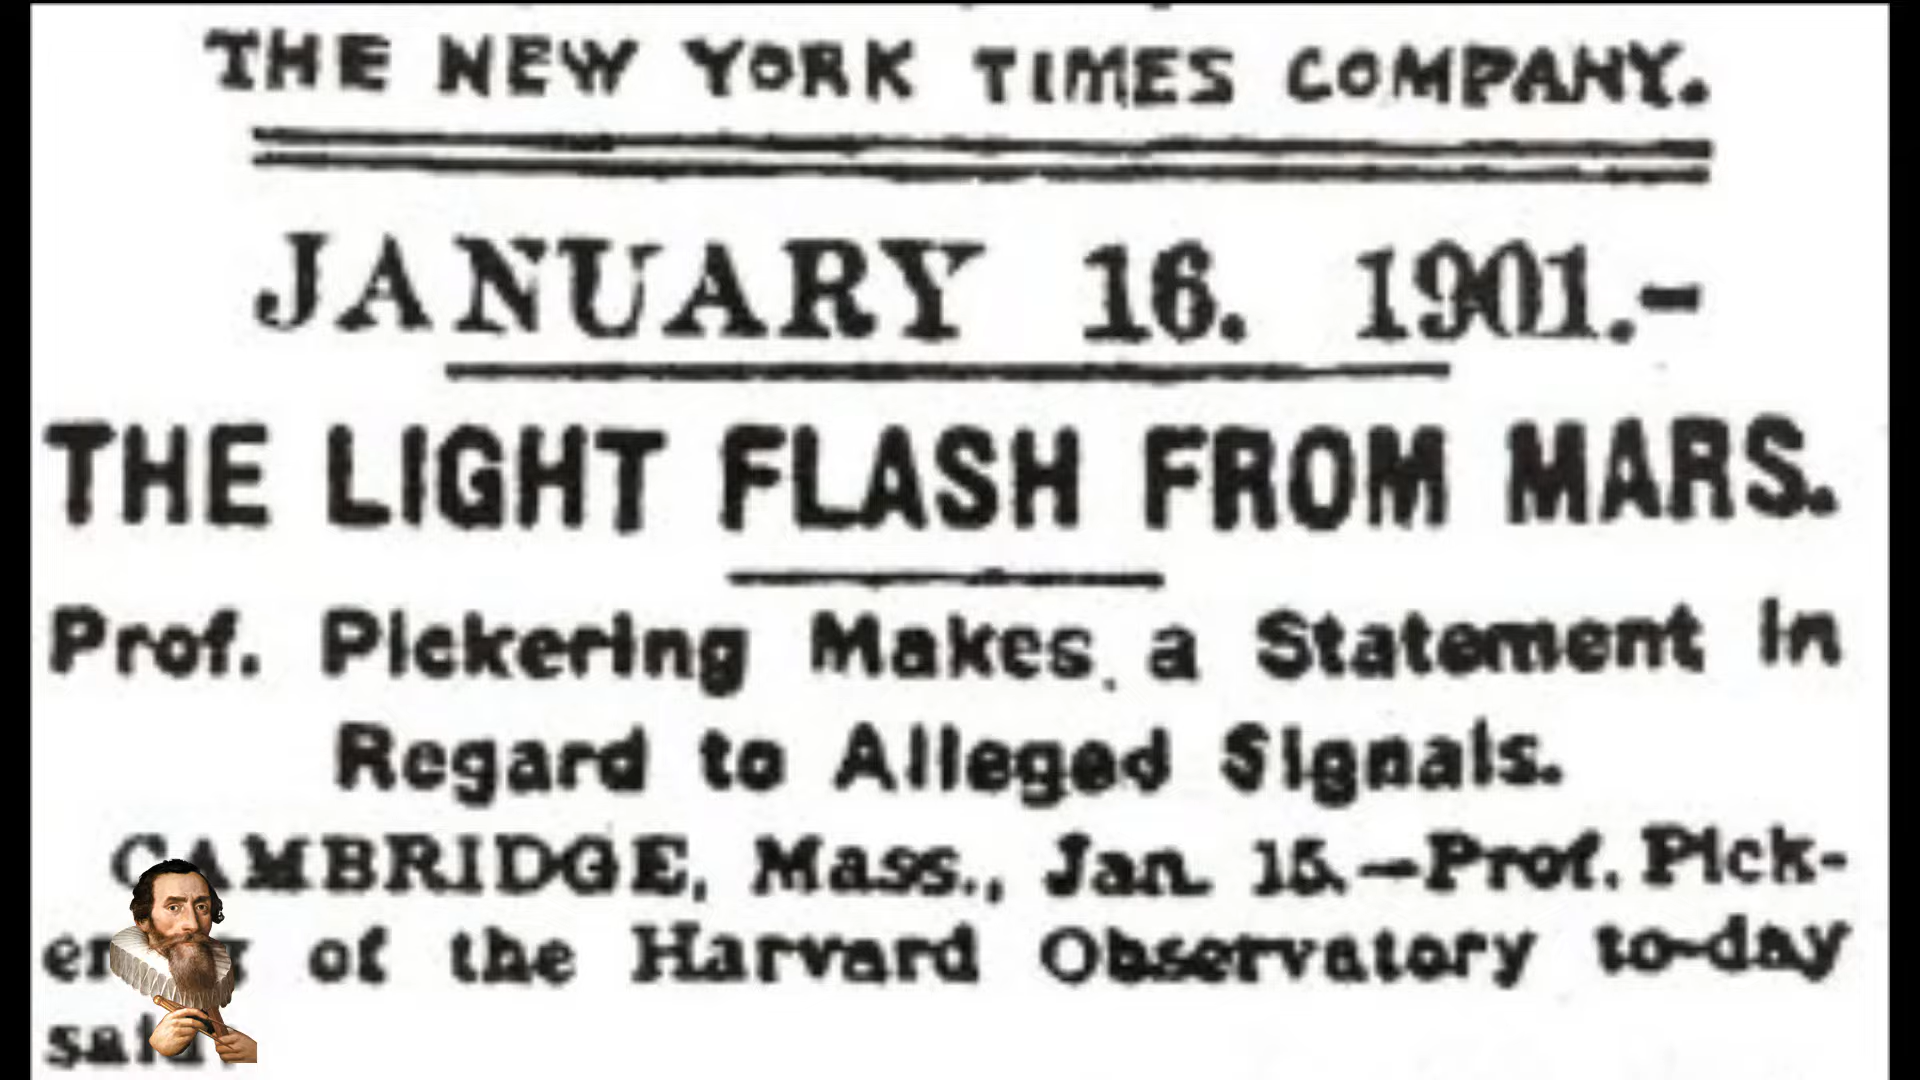 THE NEW YORK TIMES COMPANY.
JANUARY 16. 1901.-
THE LIGHT FLASH FROM MARS.
Prof. Pickering Makes a Statement in
Regard to Alleged Signals.
CAMBRIDGE, Mass., Jan. 15.—Prof. Pick-
ering of the Harvard Observatory to-day
said